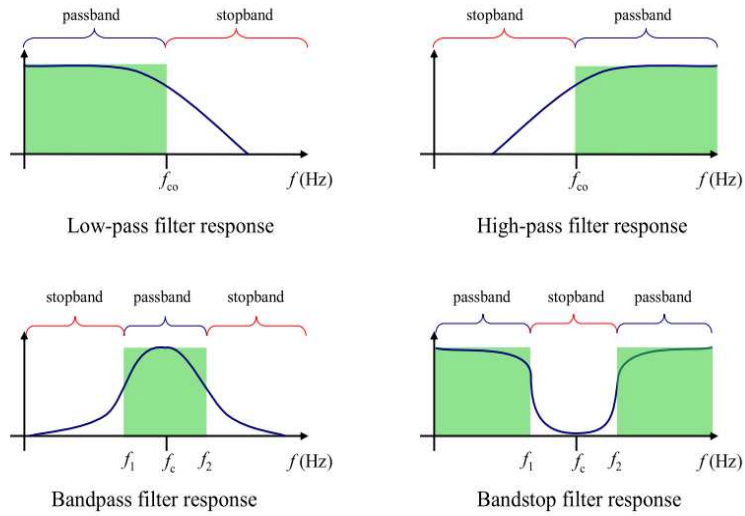 passband stopband
f_co f (Hz)
Low-pass filter response
stopband passband
f_co f (Hz)
High-pass filter response
stopband passband stopband
f_1 f_c f_2 f (Hz)
Bandpass filter response
passband stopband passband
f_1 f_c f_2 f (Hz)
Bandstop filter response